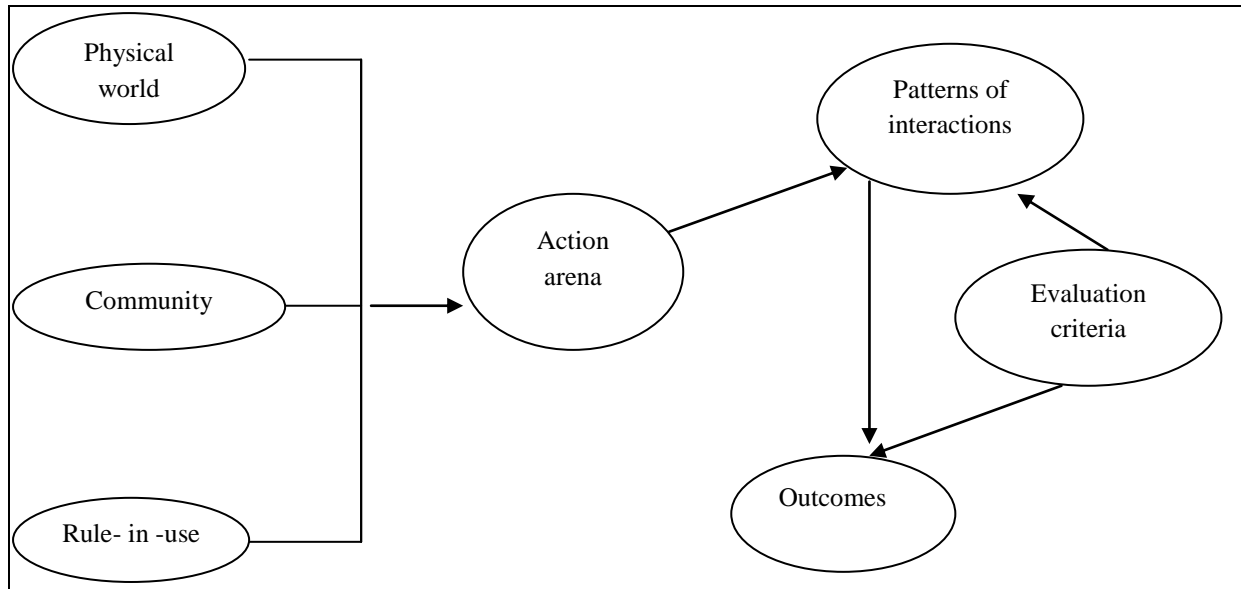 Physical
world
Patterns of
interactions
Action
arena
Community
Evaluation
criteria
Outcomes
Rule- in -use